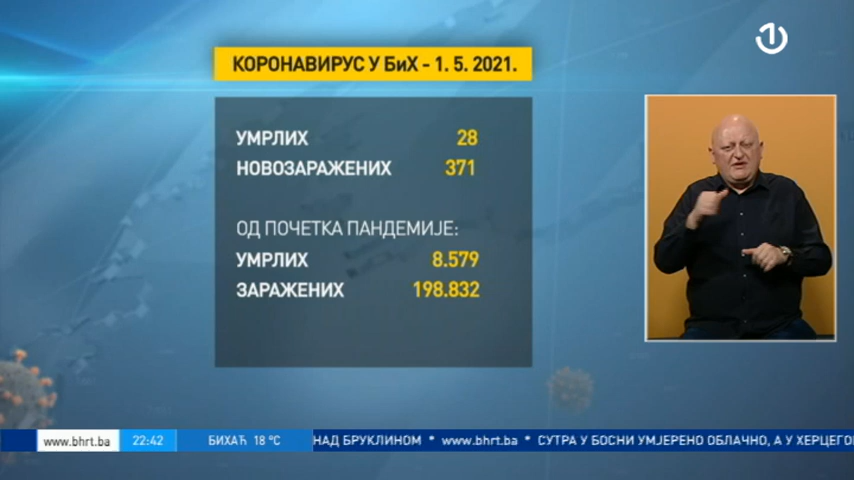 КОРОНАВИРУС У БиХ - 1. 5. 2021.
УМРЛИХ 28
НОВОЗАРАЖЕНИХ 371
ОД ПОЧЕТКА ПАНДЕМИЈЕ:
УМРЛИХ 8.579
ЗАРАЖЕНИХ 198.832
www.bhrt.ba 22:42 БИХАЋ 18 °C НАД БРУКЛИНОМ * www.bhrt.ba * СУТРА У БОСНИ УМЈЕРЕНО ОБЛАЧНО, А У ХЕРЦЕГО